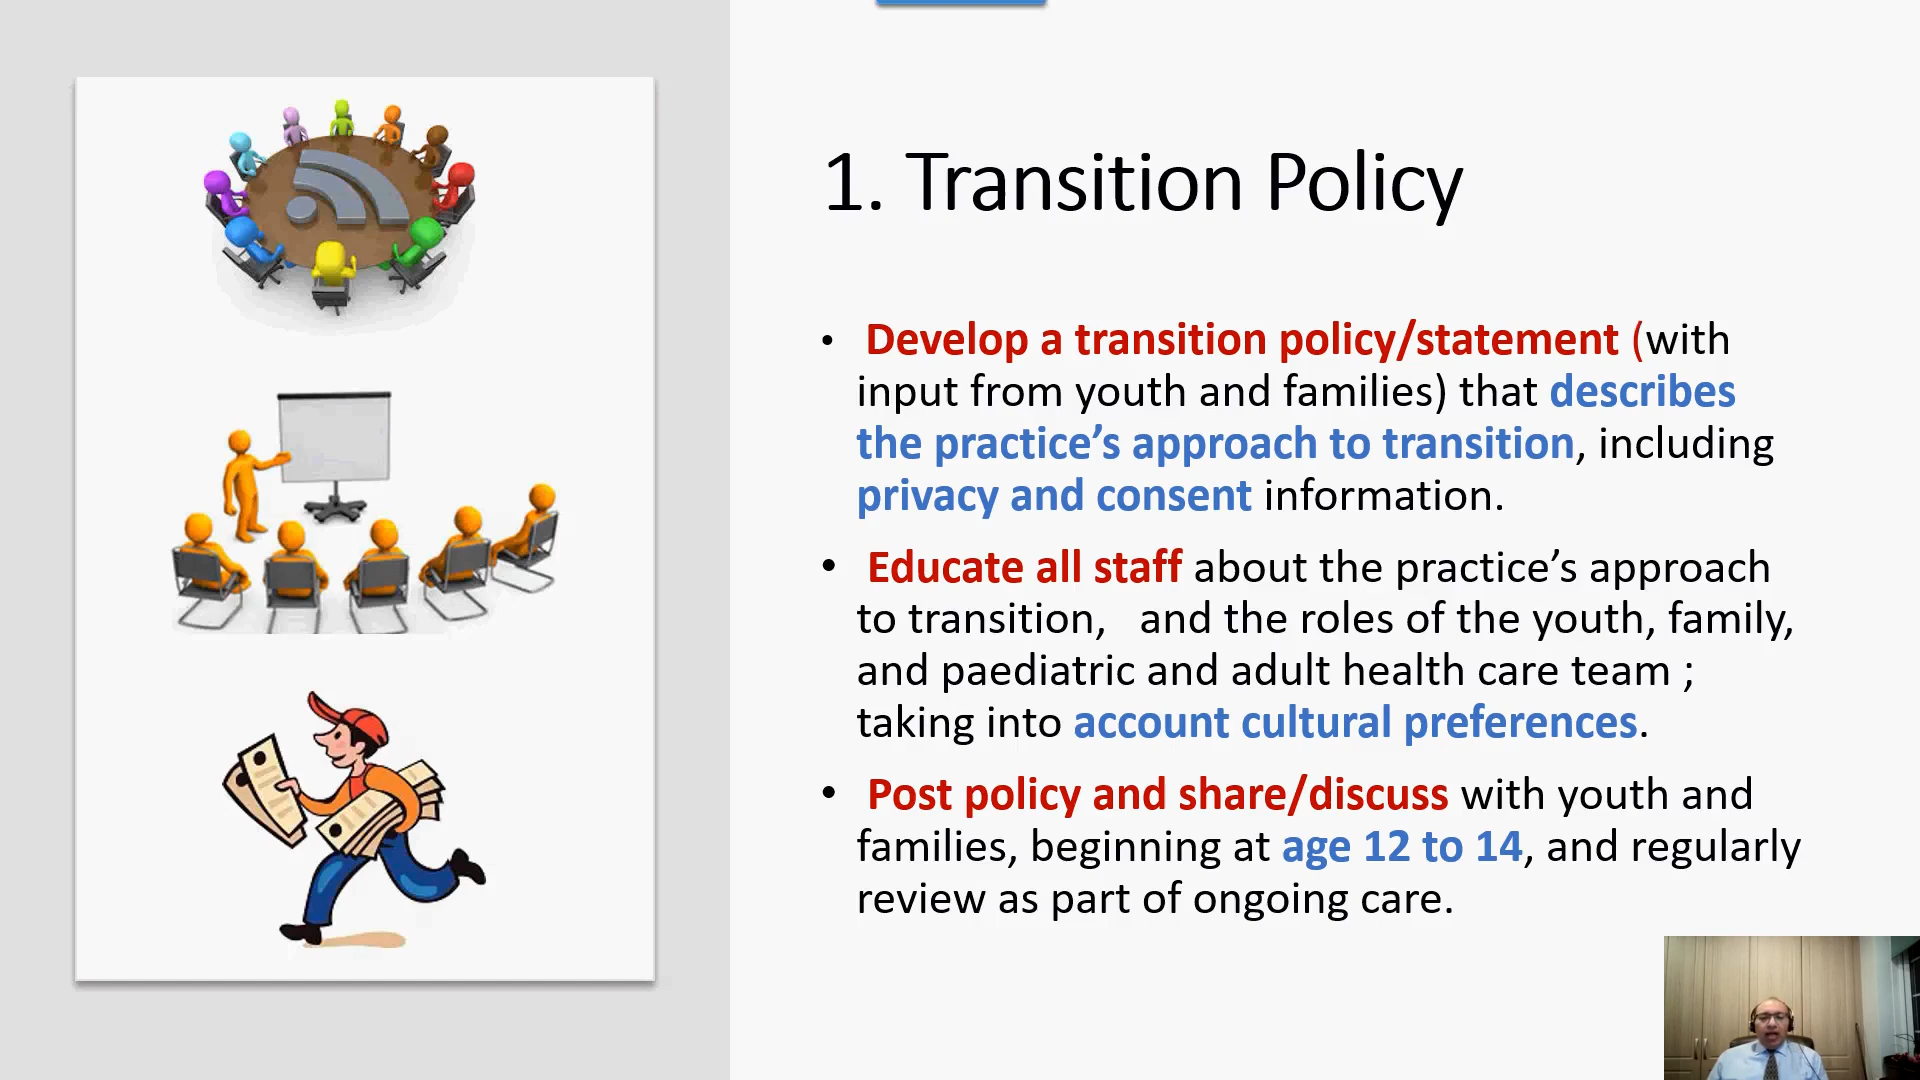 1. Transition Policy
• Develop a transition policy/statement (with
input from youth and families) that describes
the practice’s approach to transition, including
privacy and consent information.
• Educate all staff about the practice’s approach
to transition,   and the roles of the youth, family,
and paediatric and adult health care team ;
taking into account cultural preferences.
• Post policy and share/discuss with youth and
families, beginning at age 12 to 14, and regularly
review as part of ongoing care.